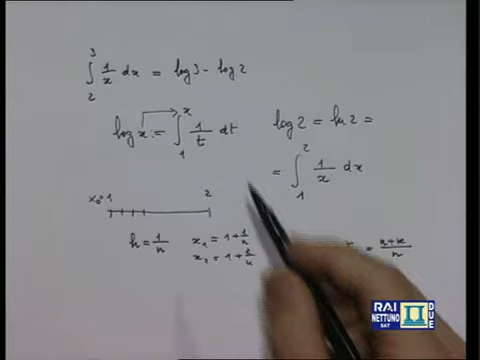 ∫₂³ 1/x dx = log 3 - log 2
log x := ∫₁ˣ 1/t dt
log 2 = ln 2 =
= ∫₁² 1/x dx
x₀=1 2
h = 1/n
x₁ = 1 + 1/n
x₂ = 1 + 2/n
= (n+k)/n
RAI
NETTUNO
SAT
DUE